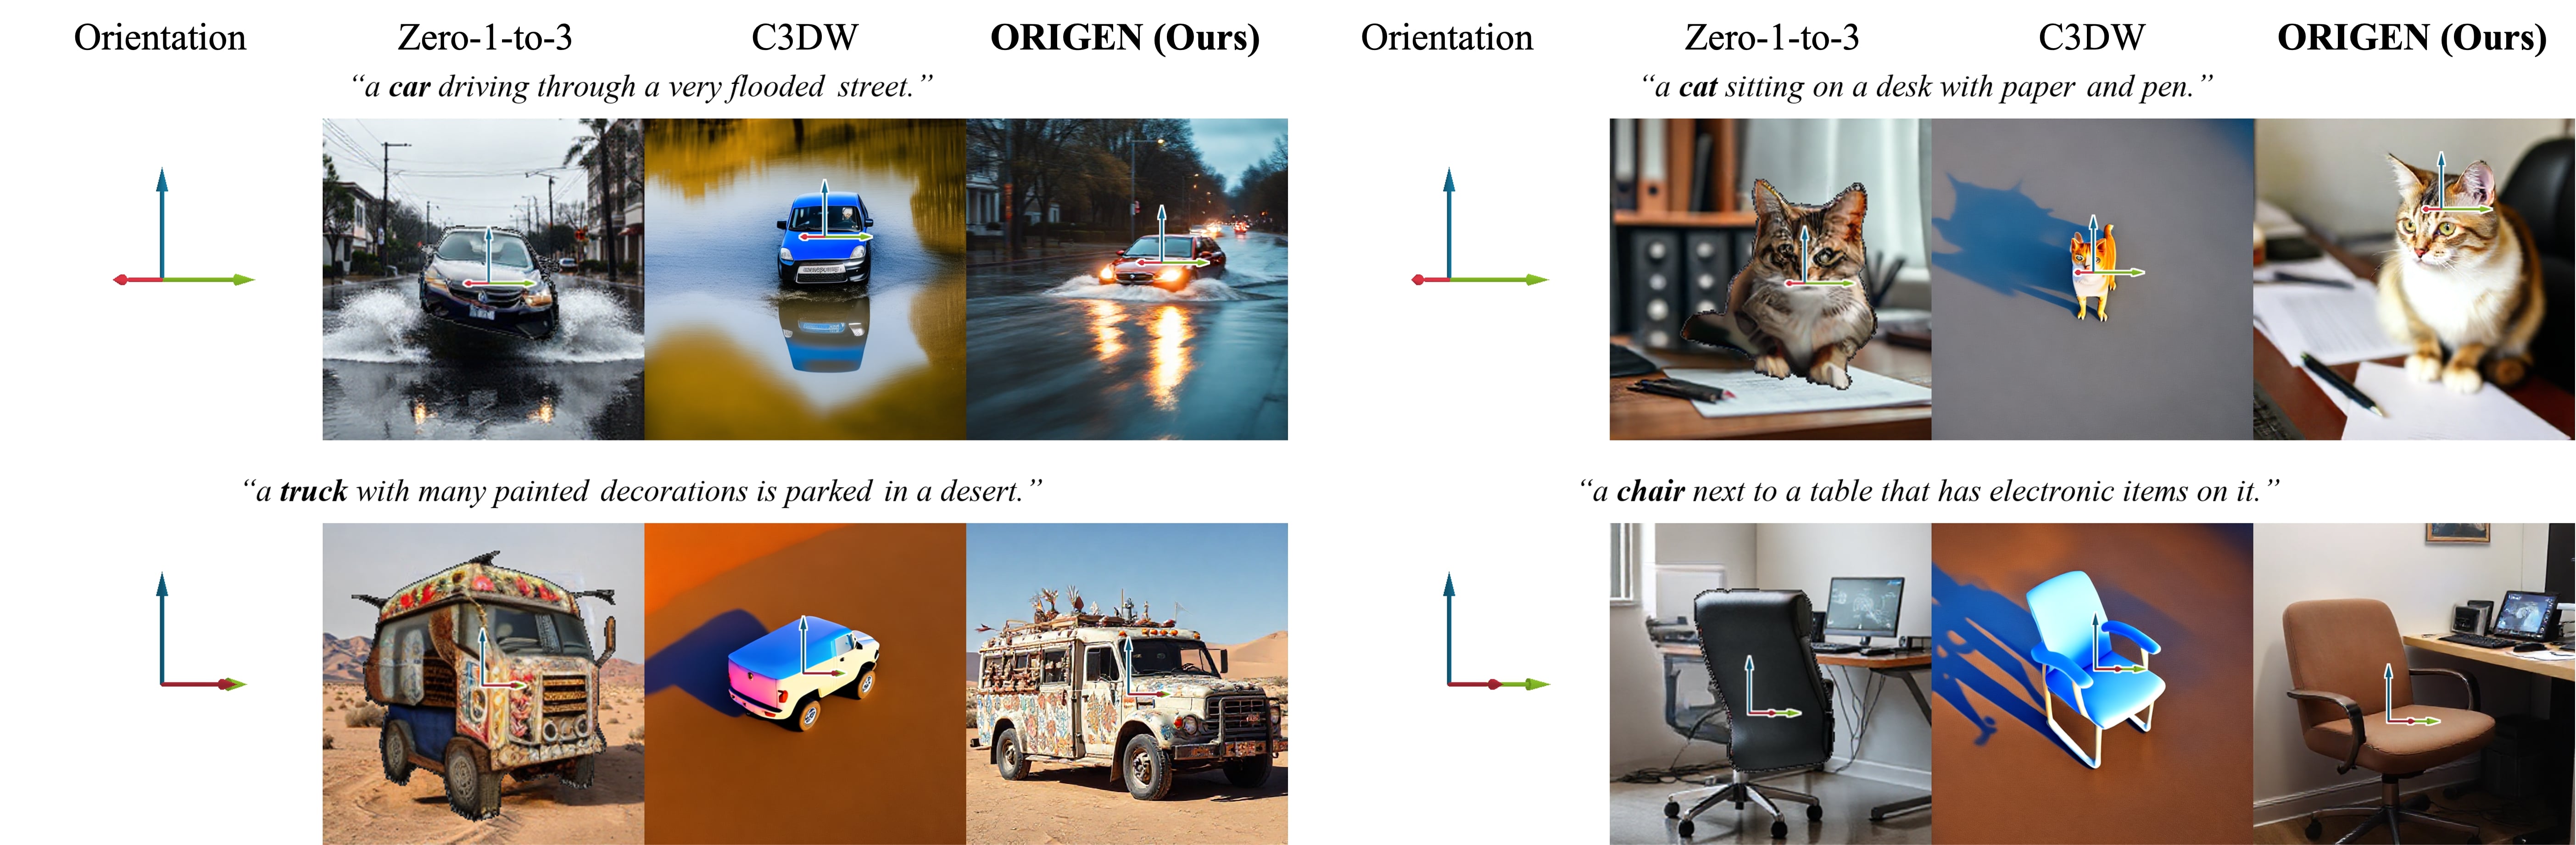 Orientation Zero-1-to-3 C3DW ORIGEN (Ours) Orientation Zero-1-to-3 C3DW ORIGEN (Ours)
“a car driving through a very flooded street.” “a cat sitting on a desk with paper and pen.”
“a truck with many painted decorations is parked in a desert.” “a chair next to a table that has electronic items on it.”